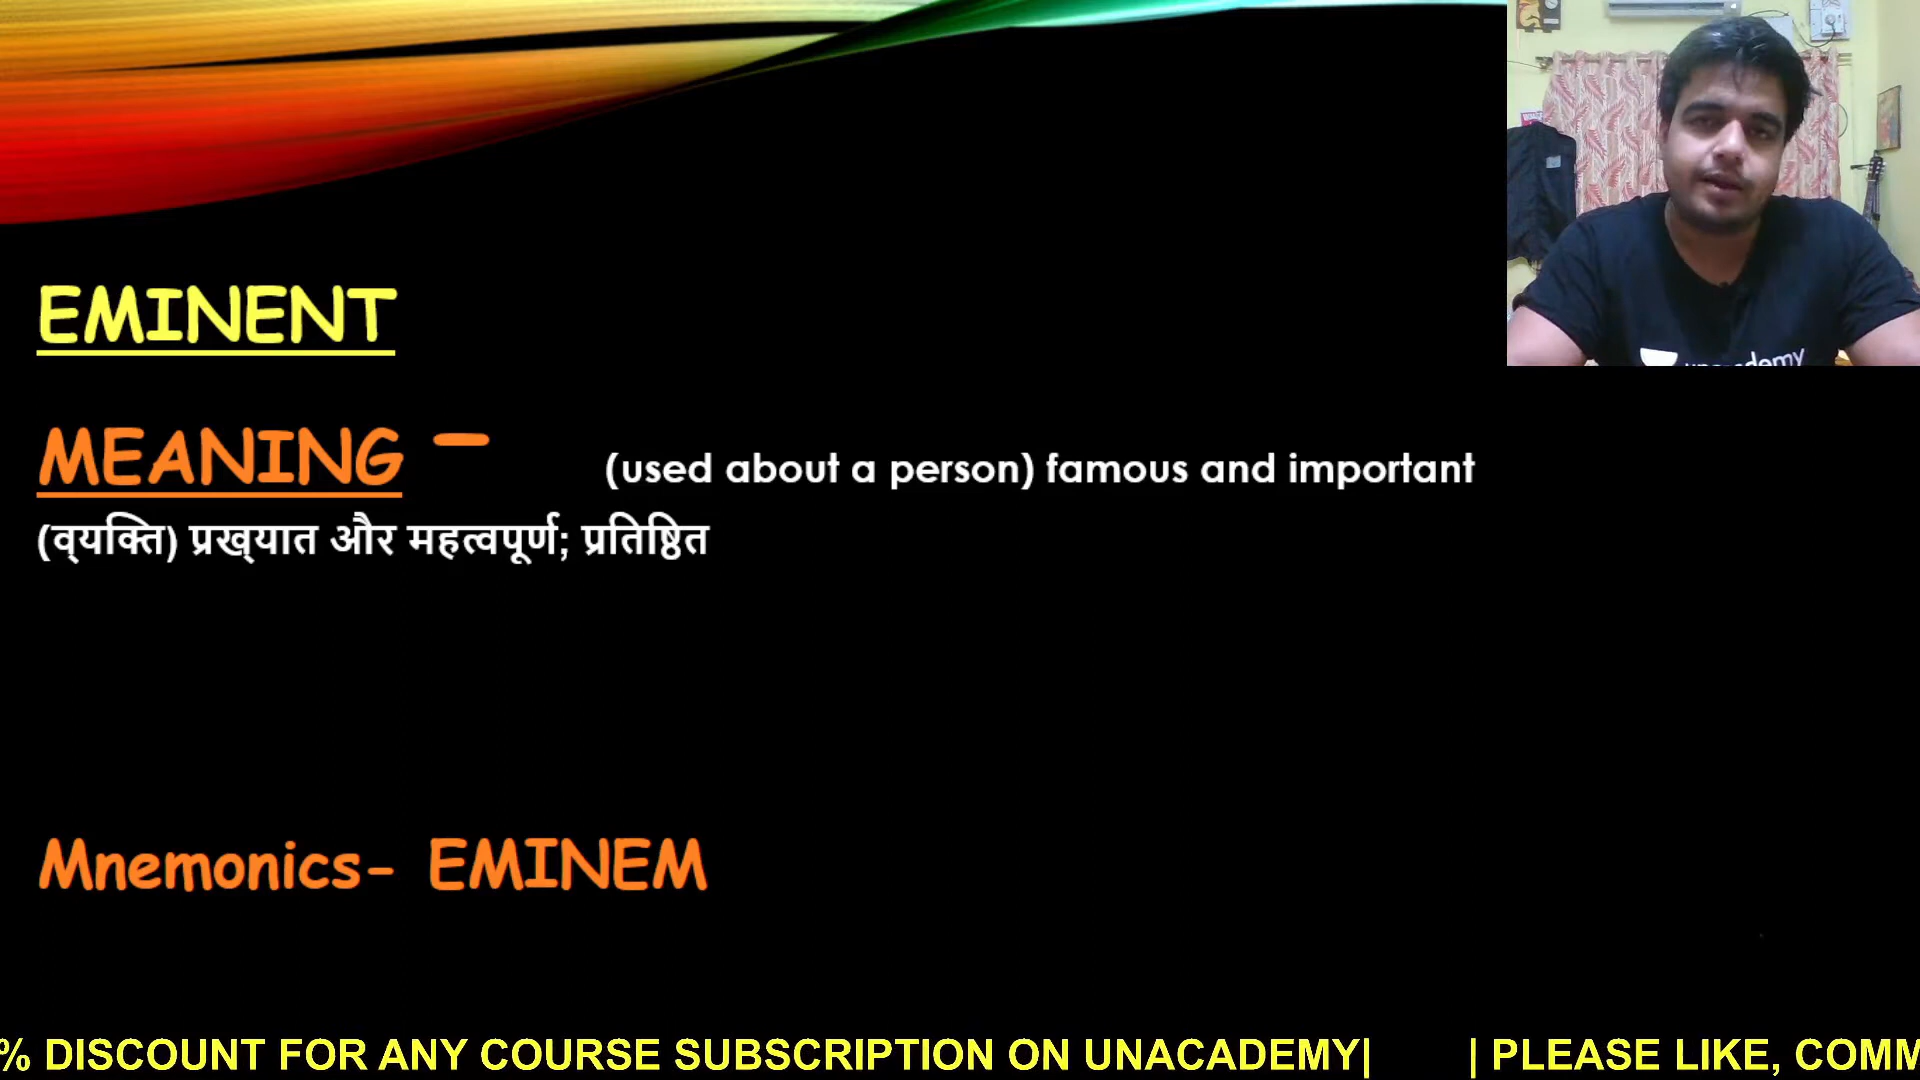 EMINENT
MEANING – (used about a person) famous and important
(व्यक्ति) प्रख्यात और महत्वपूर्ण; प्रतिष्ठित
Mnemonics- EMINEM
% DISCOUNT FOR ANY COURSE SUBSCRIPTION ON UNACADEMY| | PLEASE LIKE,